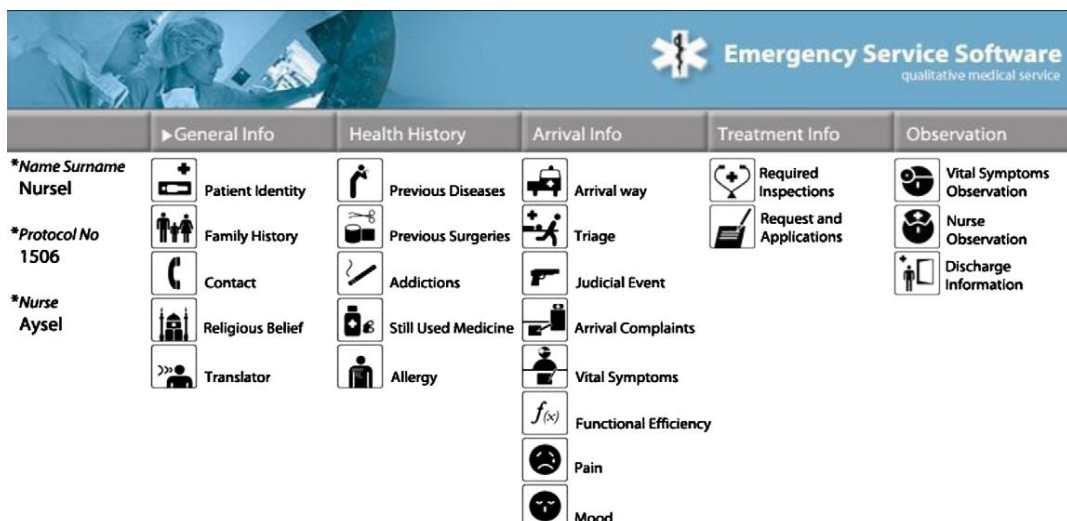 Emergency Service Software
qualitative medical service
▶General Info
Health History
Arrival Info
Treatment Info
Observation
*Name Surname
Nursel
*Protocol No
1506
*Nurse
Aysel
Patient Identity
Family History
Contact
Religious Belief
Translator
Previous Diseases
Previous Surgeries
Addictions
Still Used Medicine
Allergy
Arrival way
Triage
Judicial Event
Arrival Complaints
Vital Symptoms
f(x)
Functional Efficiency
Pain
Mood
Required
Inspections
Request and
Applications
Vital Symptoms
Observation
Nurse
Observation
Discharge
Information